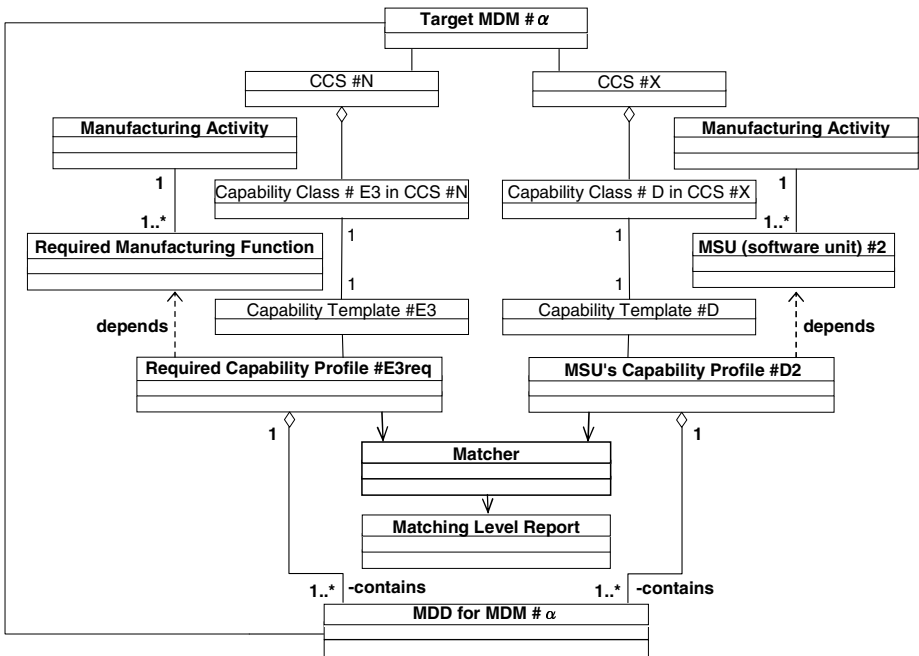 Target MDM # α
CCS #N
CCS #X
Manufacturing Activity
Manufacturing Activity
1
1
Capability Class # E3 in CCS #N
Capability Class # D in CCS #X
1..*
1..*
Required Manufacturing Function
MSU (software unit) #2
1
1
1
1
Capability Template #E3
Capability Template #D
depends
depends
Required Capability Profile #E3req
MSU's Capability Profile #D2
1
1
Matcher
Matching Level Report
1..*
-contains
1..*
-contains
MDD for MDM # α